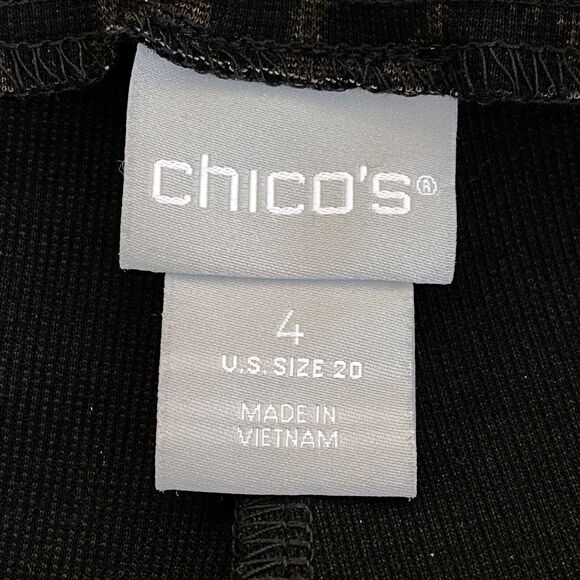 chico's®
4
U.S. SIZE 20
MADE IN
VIETNAM